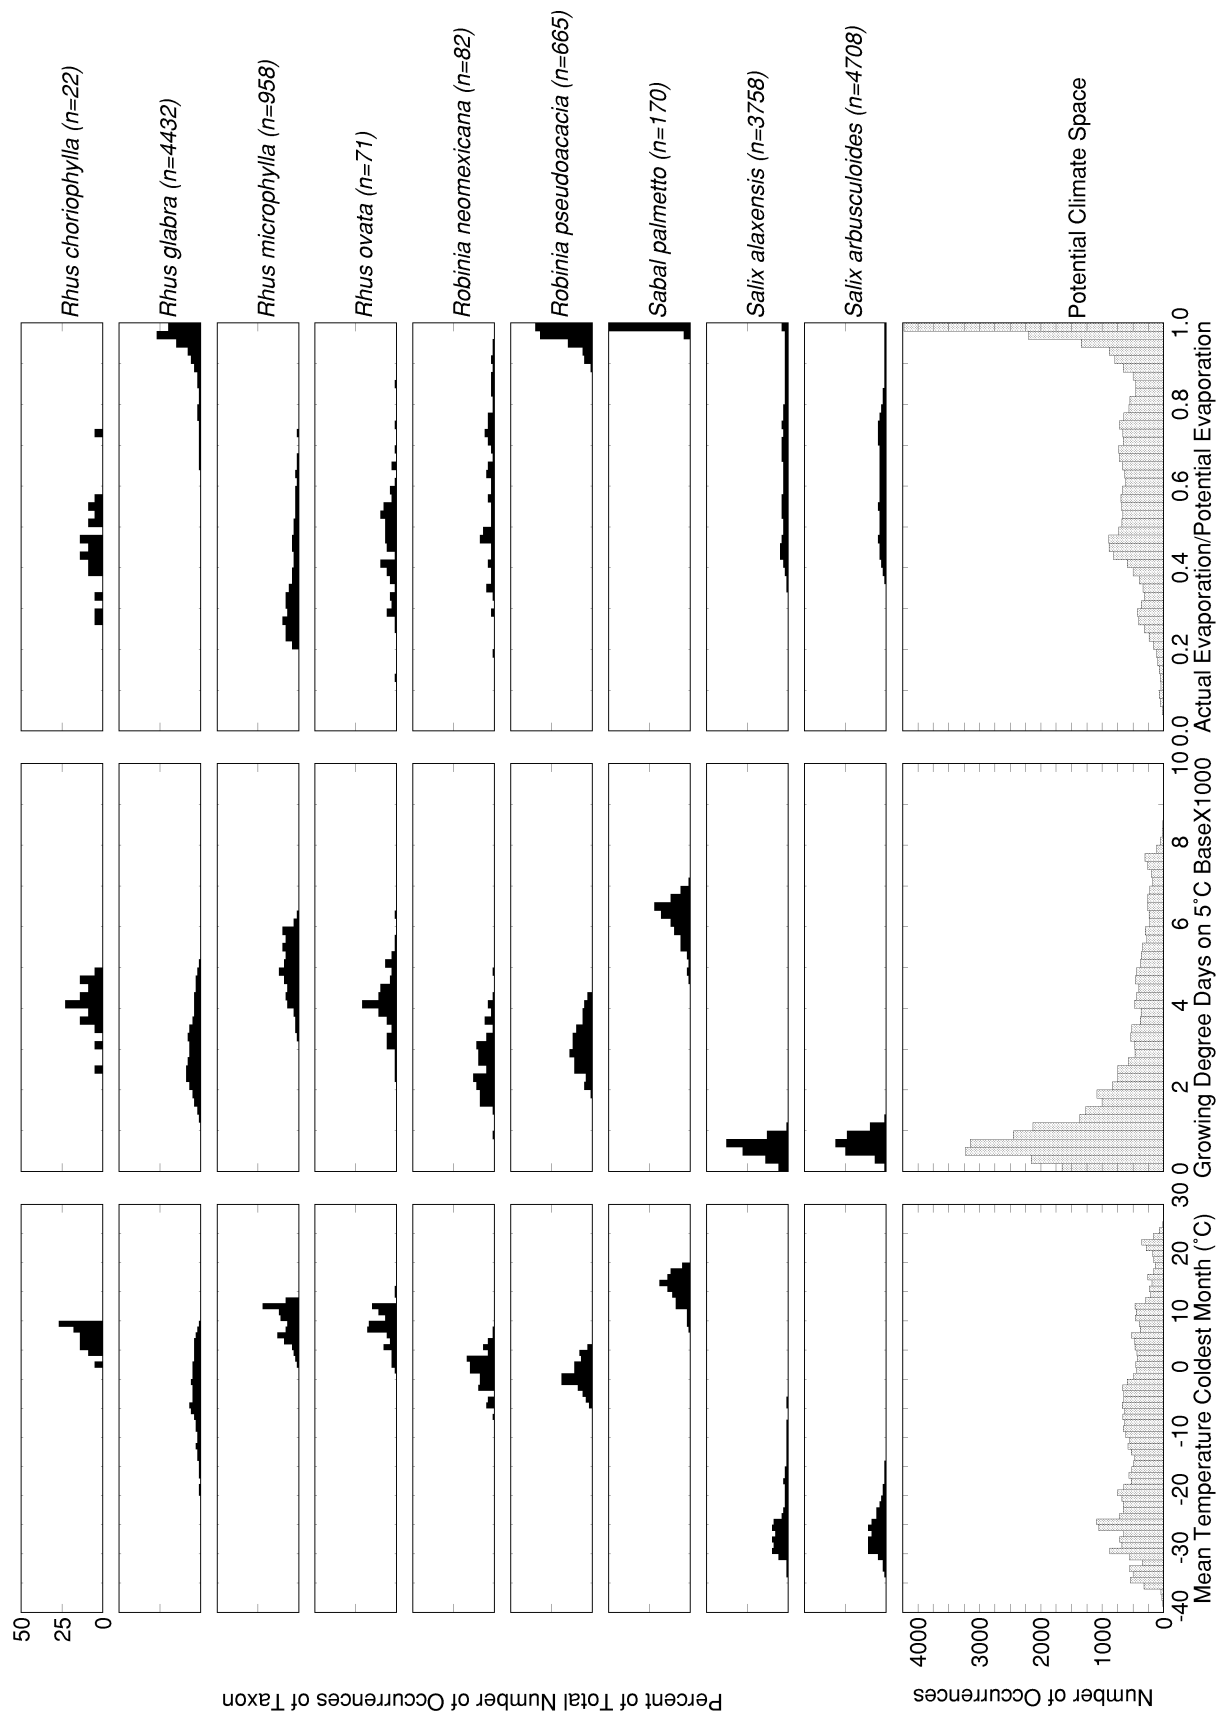 Percent of Total Number of Occurrences of Taxon
50
25
0
Rhus choriophylla (n=22)
Rhus glabra (n=4432)
Rhus microphylla (n=958)
Rhus ovata (n=71)
Robinia neomexicana (n=82)
Robinia pseudoacacia (n=665)
Sabal palmetto (n=170)
Salix alaxensis (n=3758)
Salix arbusculoides (n=4708)
Potential Climate Space
Number of Occurrences
4000
3000
2000
1000
0
-40 -30 -20 -10 0 10 20 30
Mean Temperature Coldest Month (˚C)
0 2 4 6 8 10
Growing Degree Days on 5˚C BaseX1000
0.0 0.2 0.4 0.6 0.8 1.0
Actual Evaporation/Potential Evaporation